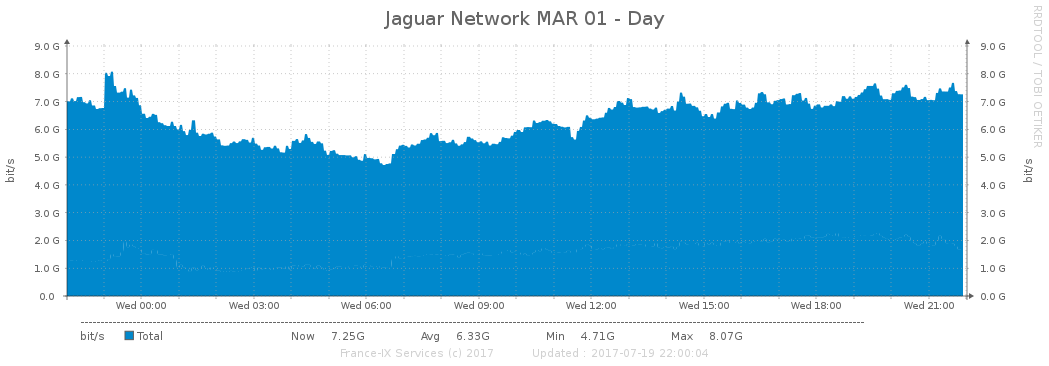 Jaguar Network MAR 01 - Day
RRDTOOL / TOBI OETIKER
9.0 G 9.0 G
8.0 G 8.0 G
7.0 G 7.0 G
6.0 G 6.0 G
5.0 G 5.0 G
4.0 G 4.0 G
3.0 G 3.0 G
2.0 G 2.0 G
1.0 G 1.0 G
0.0 0.0 G
bit/s
bit/s
Wed 00:00 Wed 03:00 Wed 06:00 Wed 09:00 Wed 12:00 Wed 15:00 Wed 18:00 Wed 21:00
bit/s Total Now 7.25G Avg 6.33G Min 4.71G Max 8.07G
France-IX Services (c) 2017 Updated : 2017-07-19 22:00:04